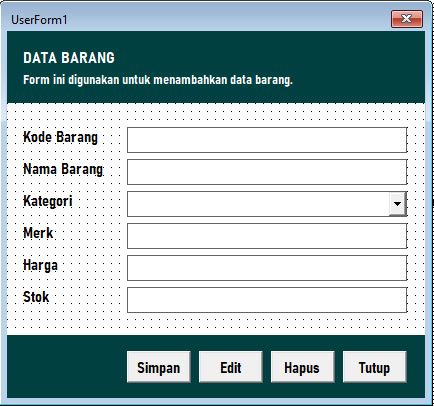 UserForm1
DATA BARANG
Form ini digunakan untuk menambahkan data barang.
Kode Barang
Nama Barang
Kategori
Merk
Harga
Stok
Simpan Edit Hapus Tutup